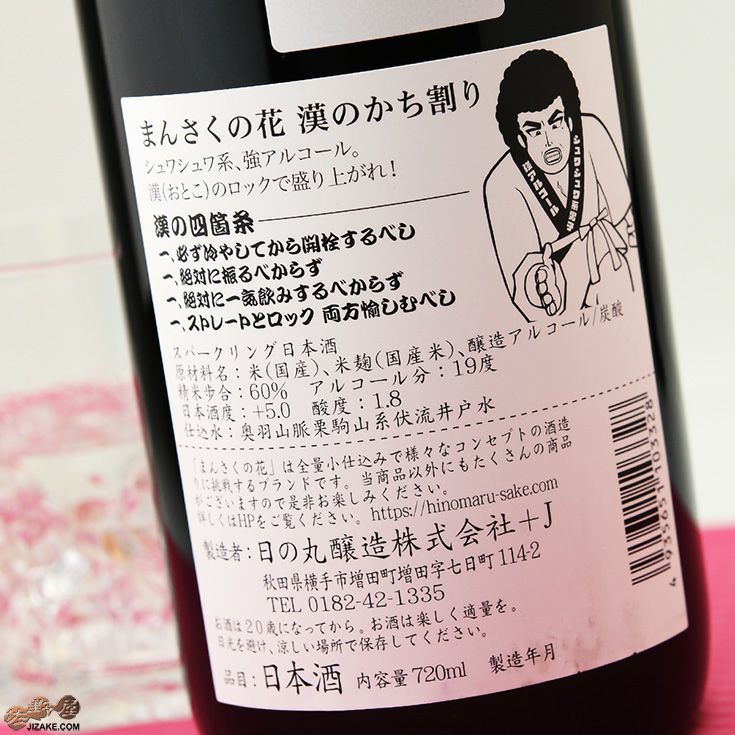 まんさくの花 漢のかち割り
シュワシュワ系、強アルコール。
漢(おとこ)のロックで盛り上がれ!
漢の四箇条
一、必ず冷やしてから開栓するべし
一、絶対に振るべからず
一、絶対に一気飲みするべからず
一、ストレートとロック 両方愉しむべし
強アルコール
シュワシュワ
スパークリング日本酒
原材料名:米(国産)、米麹(国産米)、醸造アルコール/炭酸
精米歩合:60% アルコール分:19度
日本酒度:+5.0 酸度:1.8
仕込水:奥羽山脈栗駒山系伏流井戸水
「まんさくの花」は全量小仕込みで様々なコンセプトの酒造
りに挑戦するブランドです。当商品以外にもたくさんの商品
がございますので是非お楽しみください。
詳しくはHPをご覧ください。https://hinomaru-sake.com
製造者:日の丸醸造株式会社+J
秋田県横手市増田町増田字七日町114-2
TEL 0182-42-1335
お酒は20歳になってから。お酒は楽しく適量を。
日光を避け、涼しい場所で保存してください。
品目:日本酒 内容量720ml 製造年月
4 935651 103328
JIZAKE.COM